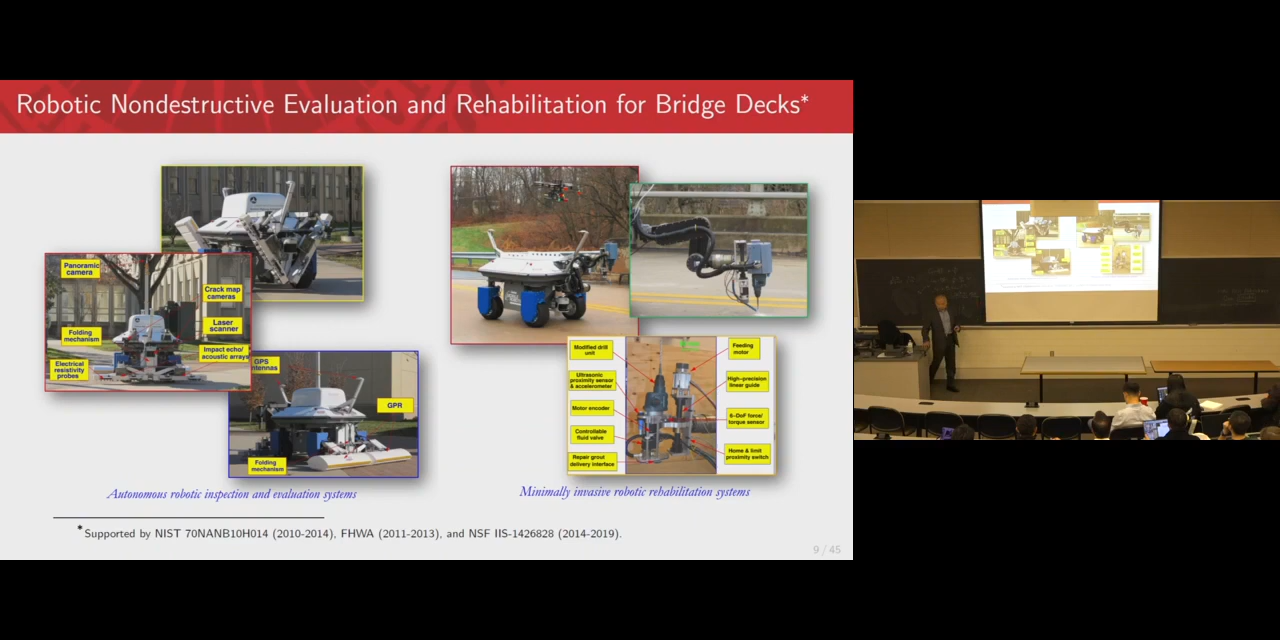 Robotic Nondestructive Evaluation and Rehabilitation for Bridge Decks*
Panoramic
camera
Crack map
cameras
Laser
scanner
Folding
mechanism
Impact echo/
acoustic arrays
Electrical
resistivity
probes
GPS
GPR
Folding
mechanism
Autonomous robotic inspection and evaluation systems
Modified drill
unit
Feeding
motor
Ultrasonic
proximity sensor
& accelerometer
High-precision
linear guide
Motor encoder
6-DoF force/
torque sensor
Controllable
fluid valve
Repair grout
delivery interface
Home & limit
proximity switch
Minimally invasive robotic rehabilitation systems
*Supported by NIST 70NANB10H014 (2010-2014), FHWA (2011-2013), and NSF IIS-1426828 (2014-2019).
9 / 45